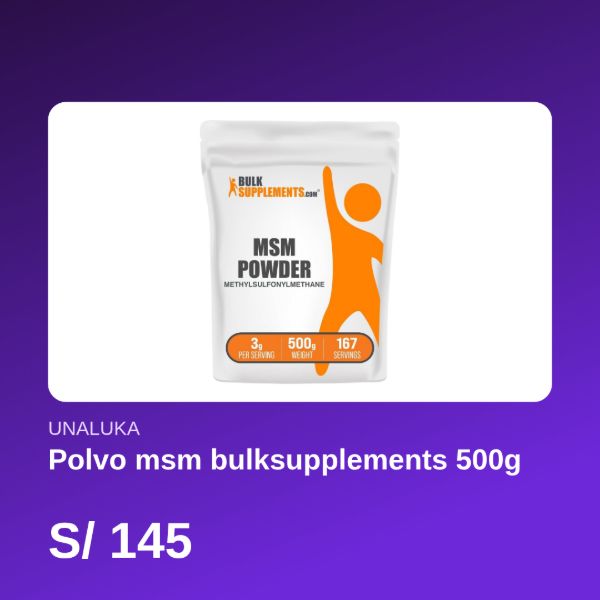 BULK
SUPPLEMENTS.COM®
MSM
POWDER
METHYLSULFONYLMETHANE
3g 500g 167
PER SERVING WEIGHT SERVINGS
UNALUKA
Polvo msm bulksupplements 500g
S/ 145